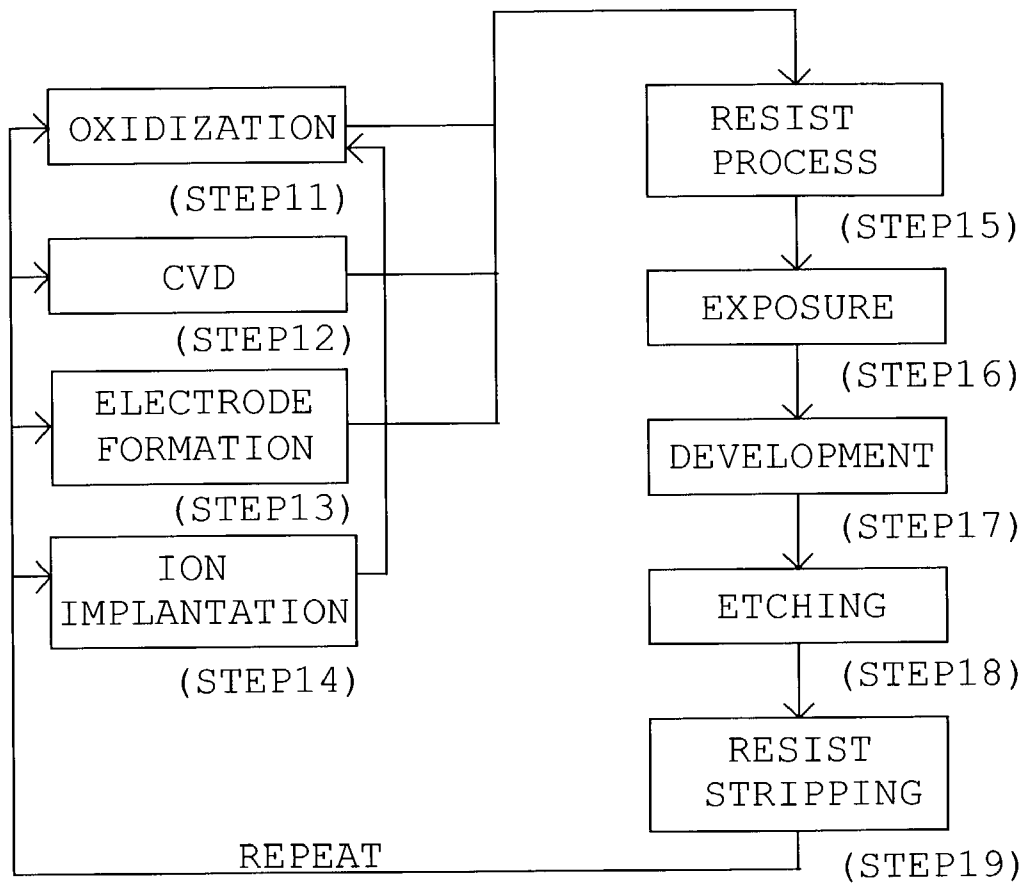 OXIDIZATION
(STEP11)
CVD
(STEP12)
ELECTRODE
FORMATION
(STEP13)
ION
IMPLANTATION
(STEP14)
RESIST
PROCESS
(STEP15)
EXPOSURE
(STEP16)
DEVELOPMENT
(STEP17)
ETCHING
(STEP18)
RESIST
STRIPPING
(STEP19)
REPEAT